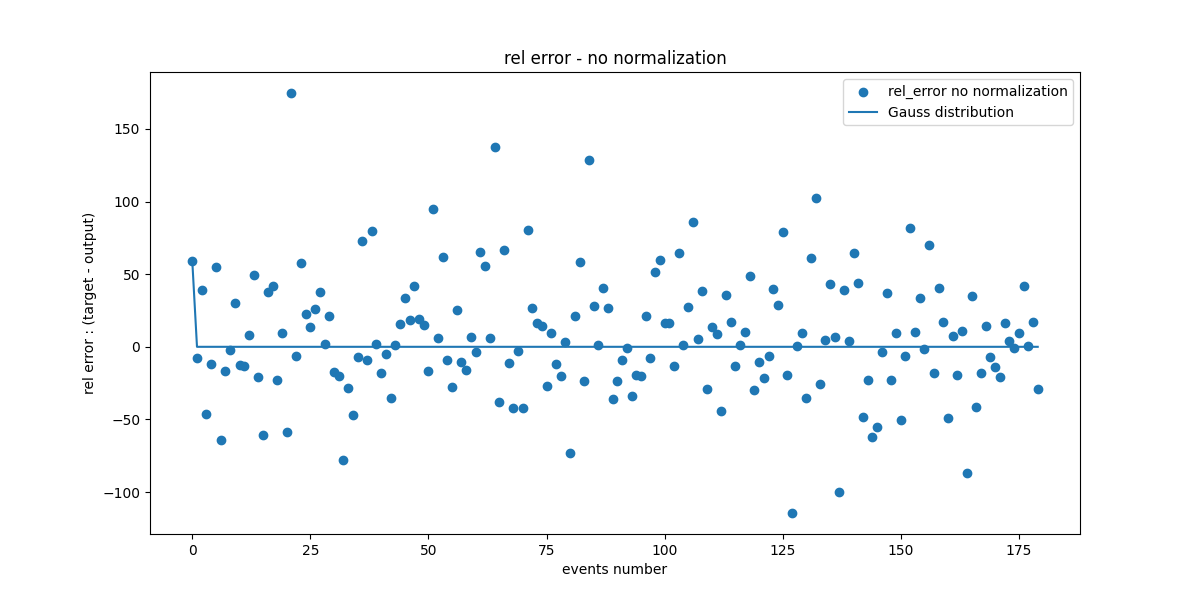 rel error - no normalization
rel_error no normalization
Gauss distribution
rel error : (target - output)
150
100
50
0
−50
−100
0 25 50 75 100 125 150 175
events number